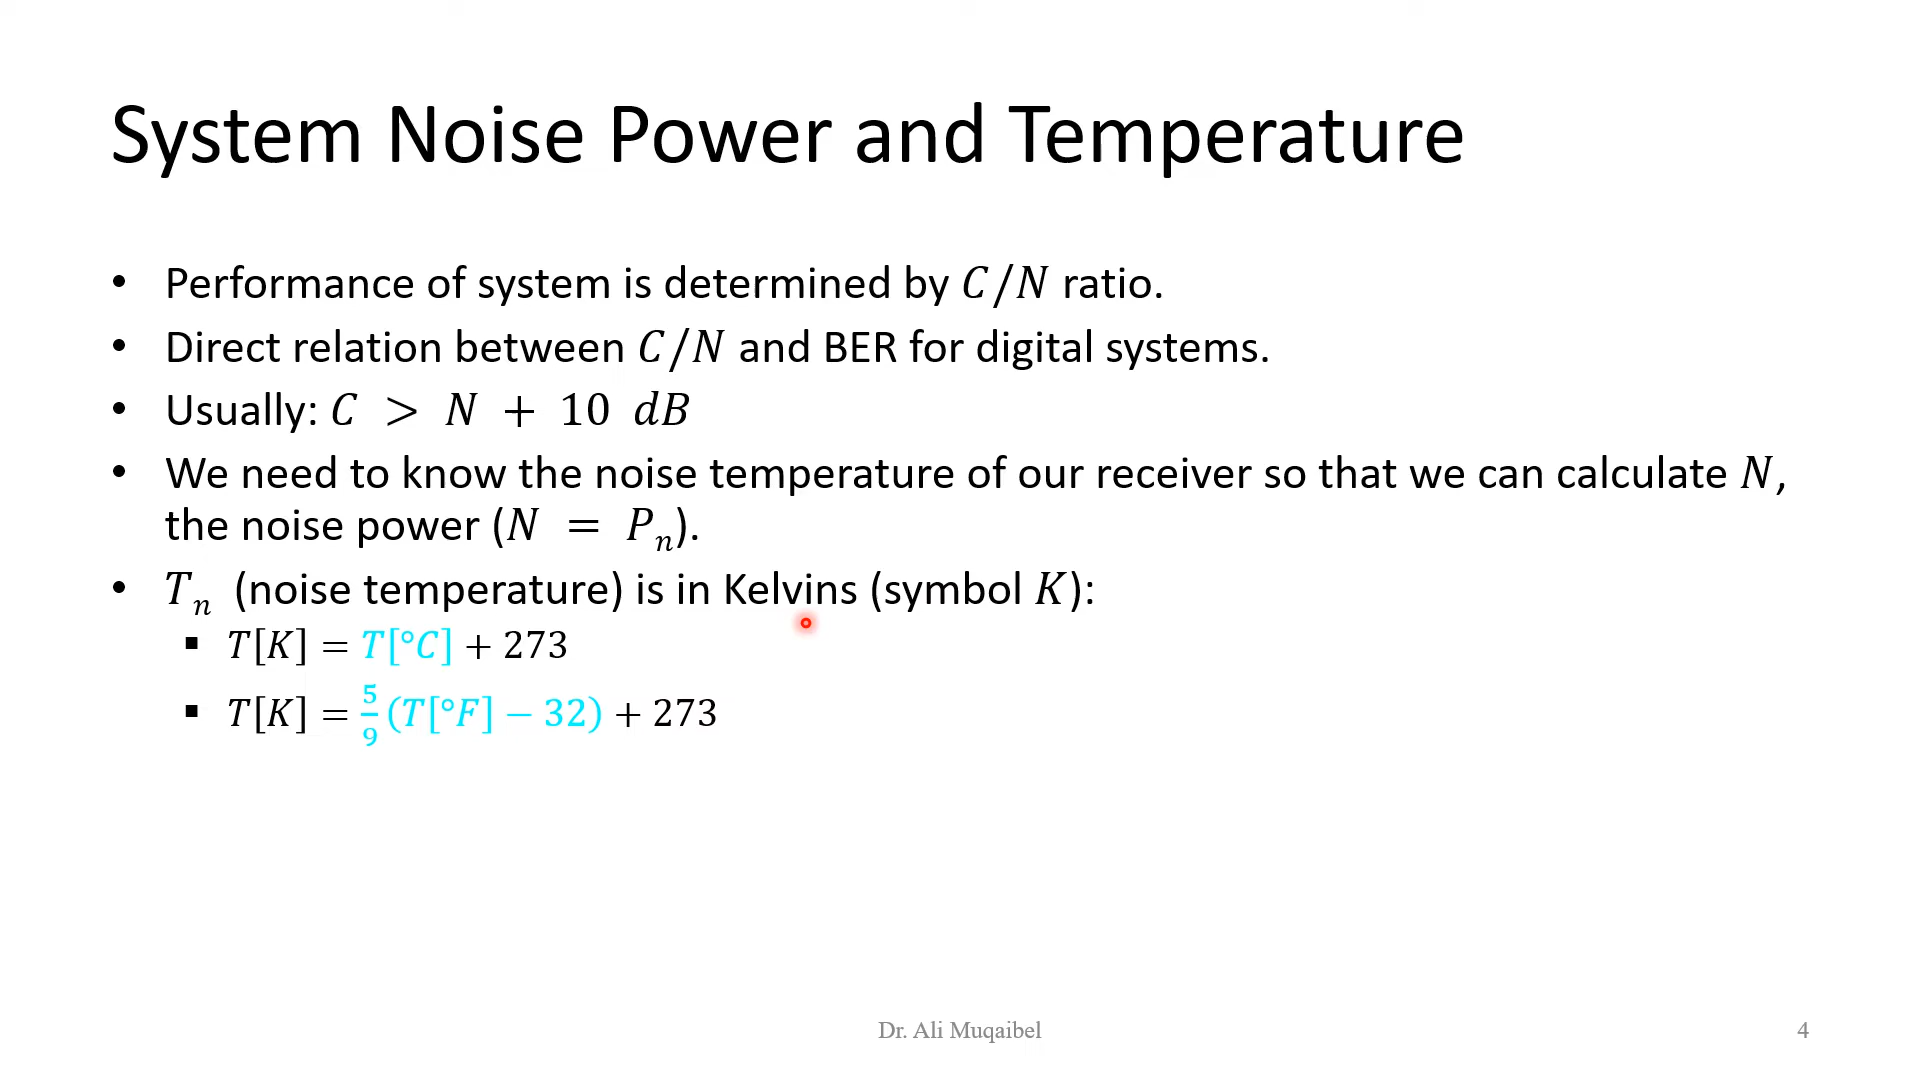 System Noise Power and Temperature
• Performance of system is determined by C/N ratio.
• Direct relation between C/N and BER for digital systems.
• Usually: C > N + 10 dB
• We need to know the noise temperature of our receiver so that we can calculate N,
the noise power (N = Pₙ).
• Tₙ (noise temperature) is in Kelvins (symbol K):
▪ T[K] = T[°C] + 273
▪ T[K] = 5/9 (T[°F] − 32) + 273
Dr. Ali Muqaibel
4